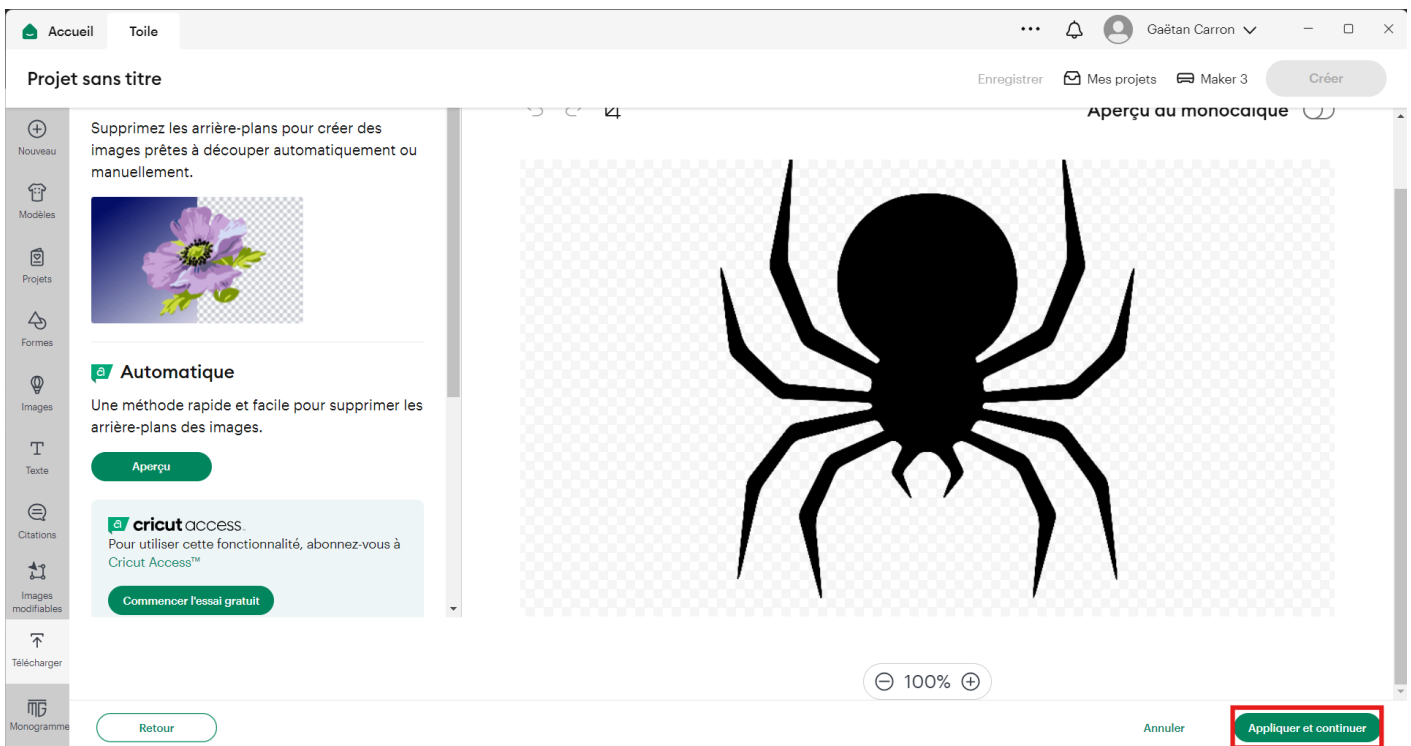 Accueil
Toile
Gaëtan Carron
Projet sans titre
Enregistrer
Mes projets
Maker 3
Créer
Nouveau
Modèles
Projets
Formes
Images
Texte
Citations
Images
modifiables
Télécharger
Monogramme
Supprimez les arrière-plans pour créer des
images prêtes à découper automatiquement ou
manuellement.
a Automatique
Une méthode rapide et facile pour supprimer les
arrière-plans des images.
Aperçu
a cricut access™
Pour utiliser cette fonctionnalité, abonnez-vous à
Cricut Access™
Commencer l'essai gratuit
Aperçu du monocalque
100%
Retour
Annuler
Appliquer et continuer